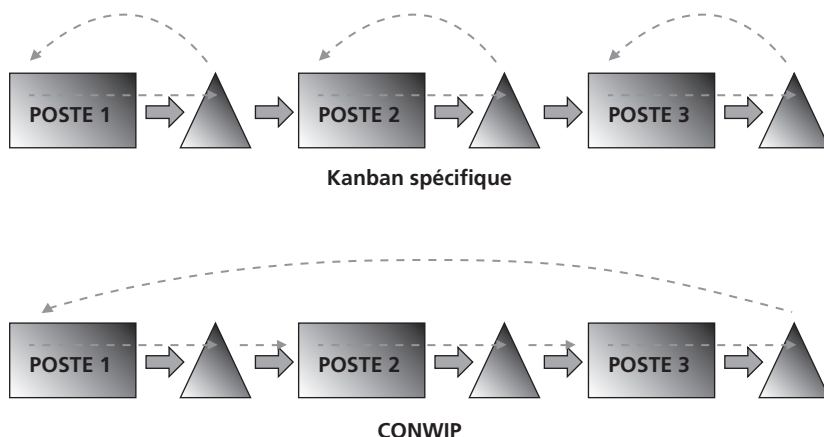 POSTE 1 POSTE 2 POSTE 3
Kanban spécifique
POSTE 1 POSTE 2 POSTE 3
CONWIP